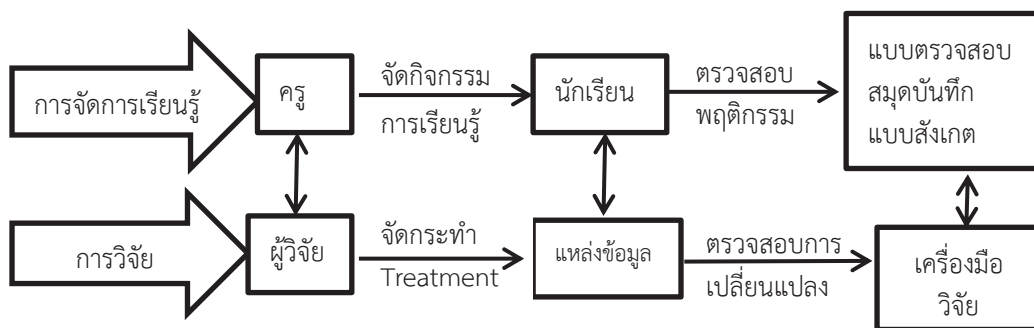 การจัดการเรียนรู้
ครู
จัดกิจกรรม
การเรียนรู้
นักเรียน
ตรวจสอบ
พฤติกรรม
แบบตรวจสอบ
สมุดบันทึก
แบบสังเกต
การวิจัย
ผู้วิจัย
จัดกระทำ
Treatment
แหล่งข้อมูล
ตรวจสอบการ
เปลี่ยนแปลง
เครื่องมือ
วิจัย